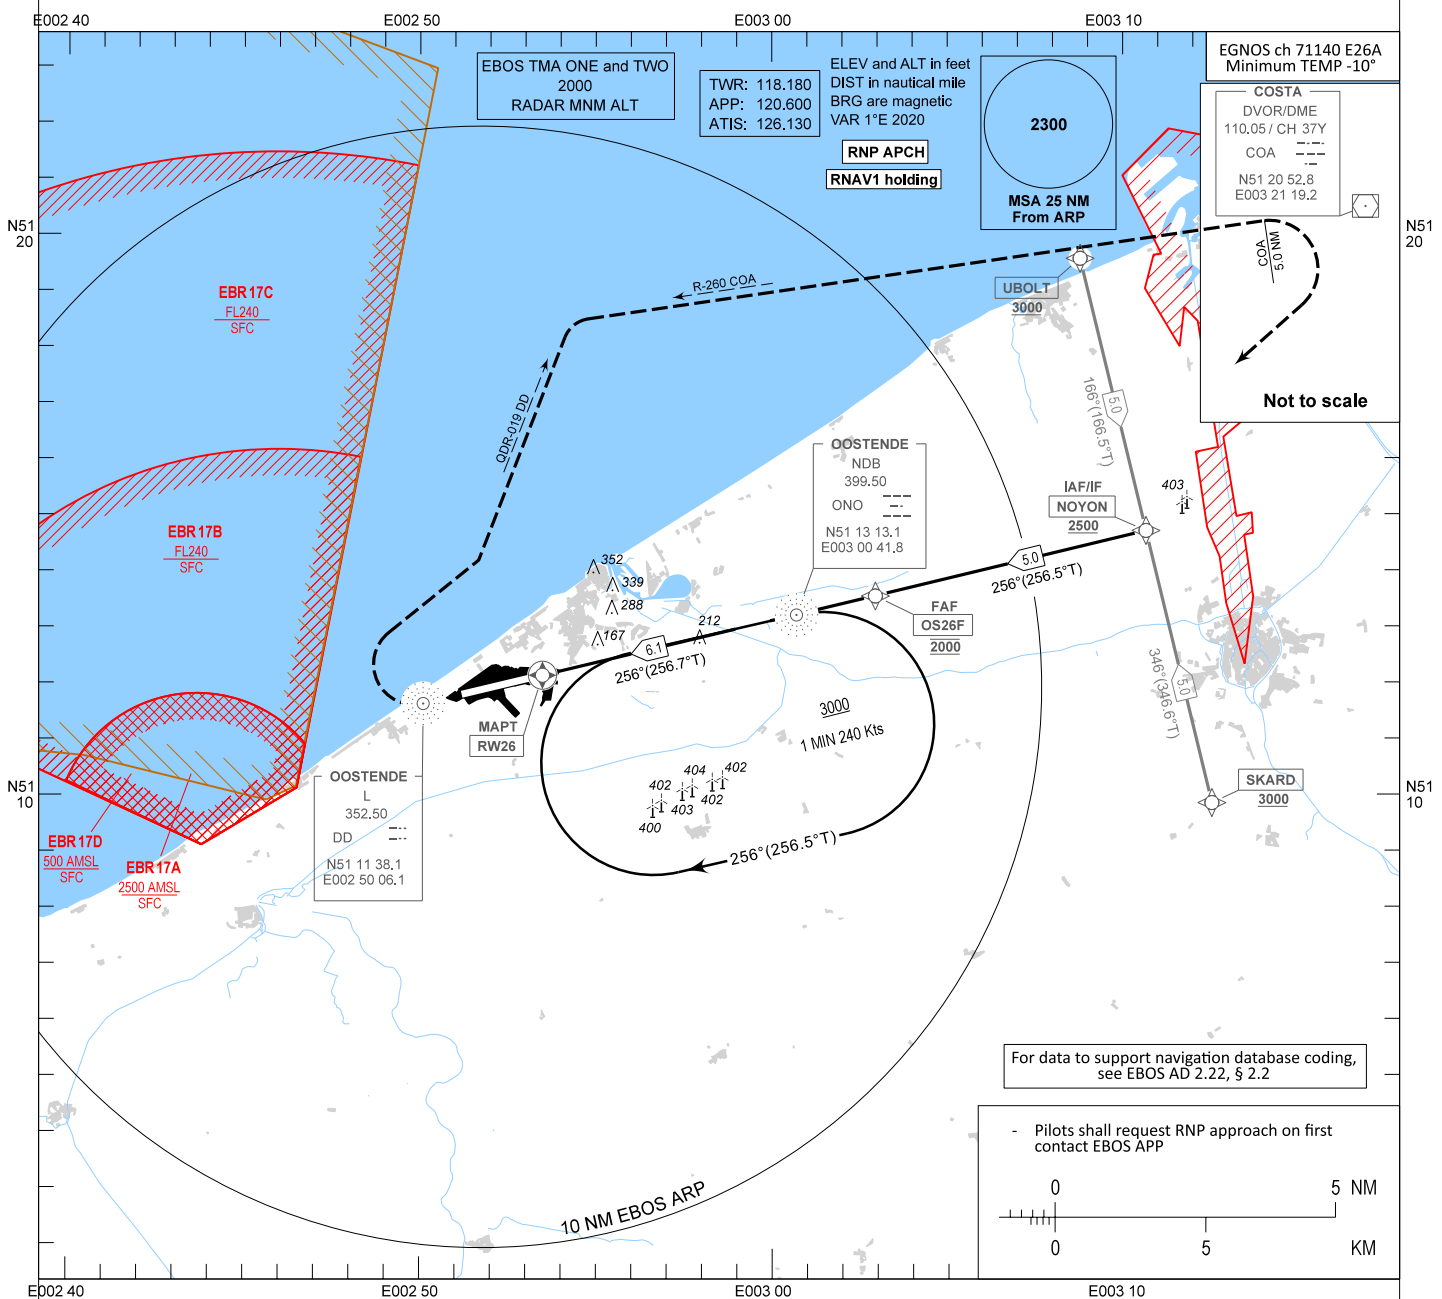 E002 40
E002 50
E003 00
E003 10
EBOS TMA ONE and TWO
2000
RADAR MNM ALT
TWR: 118.180
APP: 120.600
ATIS: 126.130
ELEV and ALT in feet
DIST in nautical mile
BRG are magnetic
VAR 1°E 2020
RNP APCH
RNAV1 holding
2300
MSA 25 NM
From ARP
EGNOS ch 71140 E26A
Minimum TEMP -10°
COSTA
DVOR/DME
110.05 / CH 37Y
COA
N51 20 52.8
E003 21 19.2
COA
5.0 NM
Not to scale
N51
20
N51
20
R-260 COA
UBOLT
3000
EBR17C
FL240
SFC
QDR-019 DD
166°(166.5°T)
5.0
OOSTENDE
NDB
399.50
ONO
N51 13 13.1
E003 00 41.8
IAF/IF
NOYON
2500
403
EBR17B
FL240
SFC
352
339
288
167
212
5.0
256°(256.5°T)
FAF
OS26F
2000
6.1
256°(256.7°T)
346°(346.6°T)
5.0
MAPT
RW26
3000
1 MIN 240 Kts
OOSTENDE
L
352.50
DD
N51 11 38.1
E002 50 06.1
402
404
402
402
403
400
SKARD
3000
N51
10
N51
10
EBR17D
500 AMSL
SFC
EBR17A
2500 AMSL
SFC
256°(256.5°T)
For data to support navigation database coding,
see EBOS AD 2.22, § 2.2
- Pilots shall request RNP approach on first
contact EBOS APP
10 NM EBOS ARP
0
5 NM
0
5
KM
E002 40
E002 50
E003 00
E003 10